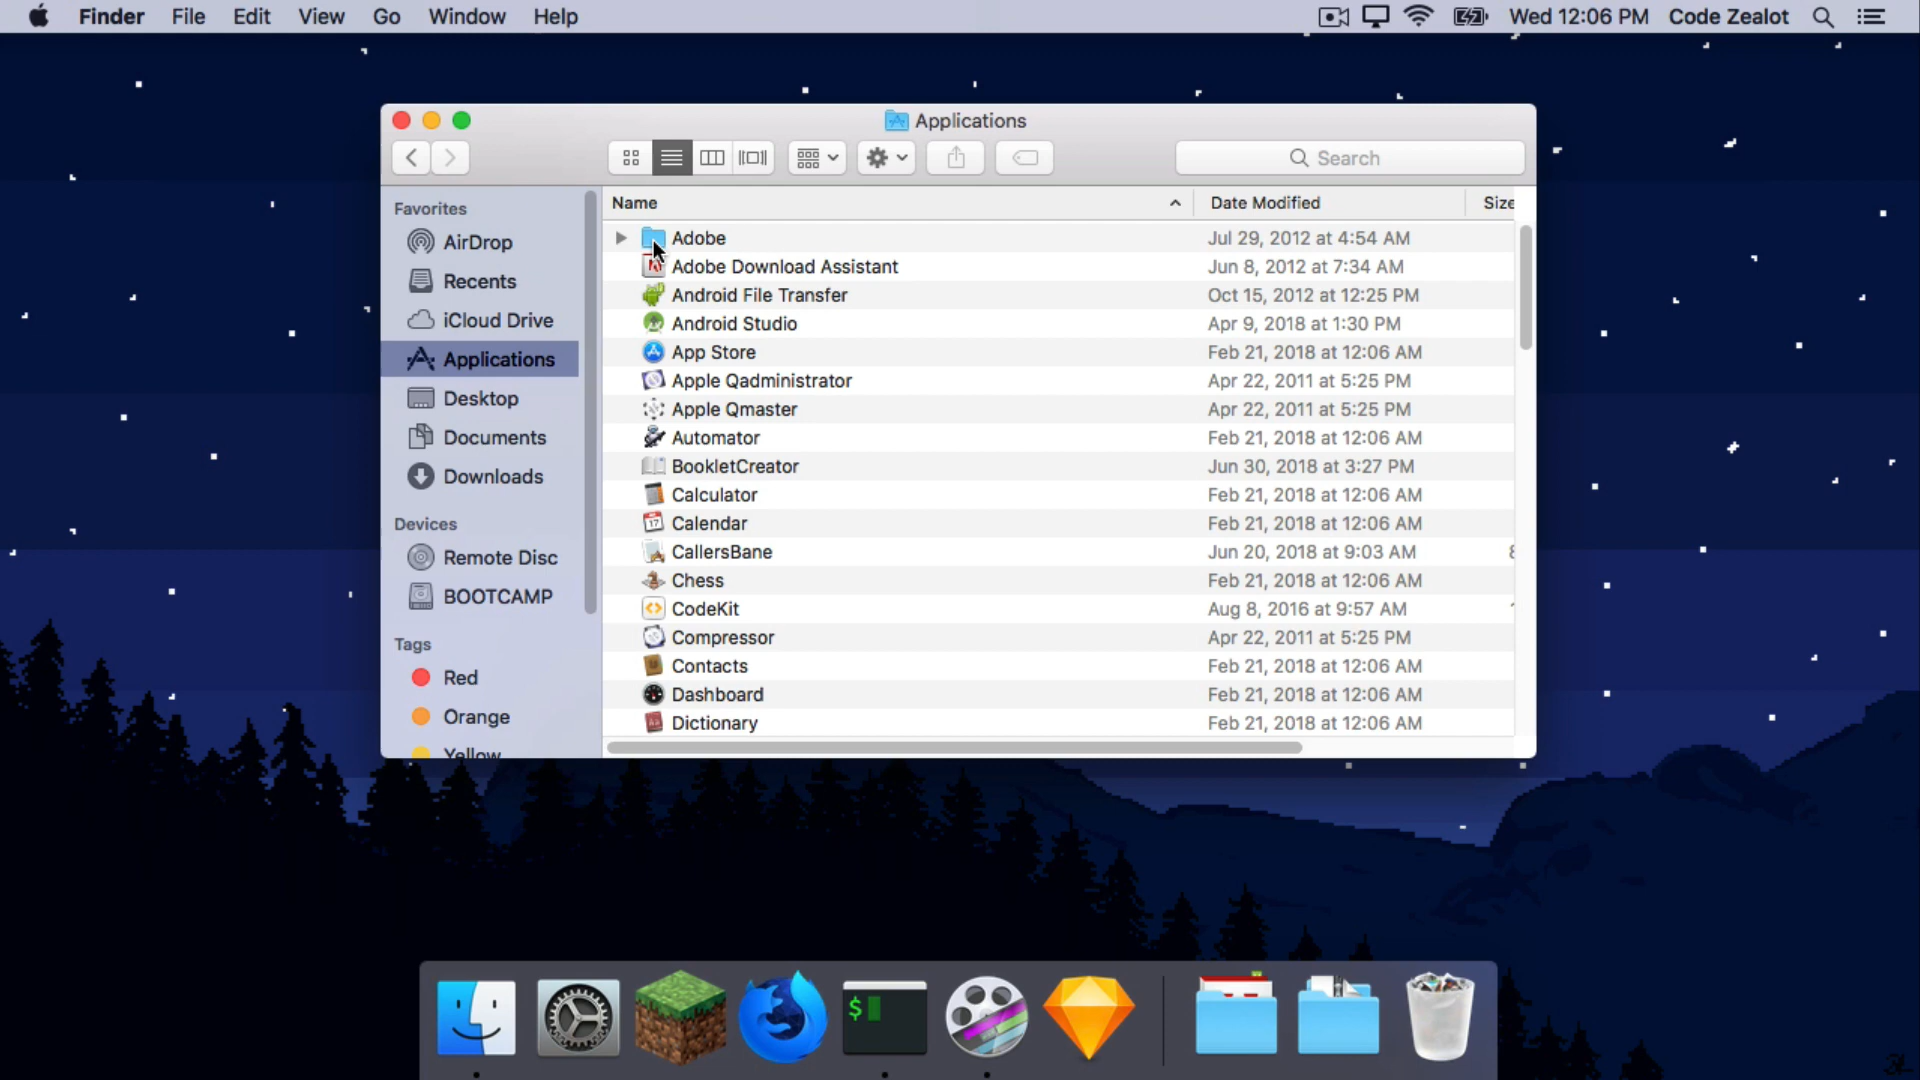 Finder File Edit View Go Window Help Wed 12:06 PM Code Zealot
Applications
Search
Favorites
AirDrop
Recents
iCloud Drive
Applications
Desktop
Documents
Downloads
Devices
Remote Disc
BOOTCAMP
Tags
Red
Orange
Yellow
Name Date Modified Size
Adobe Jul 29, 2012 at 4:54 AM
Adobe Download Assistant Jun 8, 2012 at 7:34 AM
Android File Transfer Oct 15, 2012 at 12:25 PM
Android Studio Apr 9, 2018 at 1:30 PM
App Store Feb 21, 2018 at 12:06 AM
Apple Qadministrator Apr 22, 2011 at 5:25 PM
Apple Qmaster Apr 22, 2011 at 5:25 PM
Automator Feb 21, 2018 at 12:06 AM
BookletCreator Jun 30, 2018 at 3:27 PM
Calculator Feb 21, 2018 at 12:06 AM
Calendar Feb 21, 2018 at 12:06 AM
CallersBane Jun 20, 2018 at 9:03 AM
Chess Feb 21, 2018 at 12:06 AM
CodeKit Aug 8, 2016 at 9:57 AM
Compressor Apr 22, 2011 at 5:25 PM
Contacts Feb 21, 2018 at 12:06 AM
Dashboard Feb 21, 2018 at 12:06 AM
Dictionary Feb 21, 2018 at 12:06 AM
$